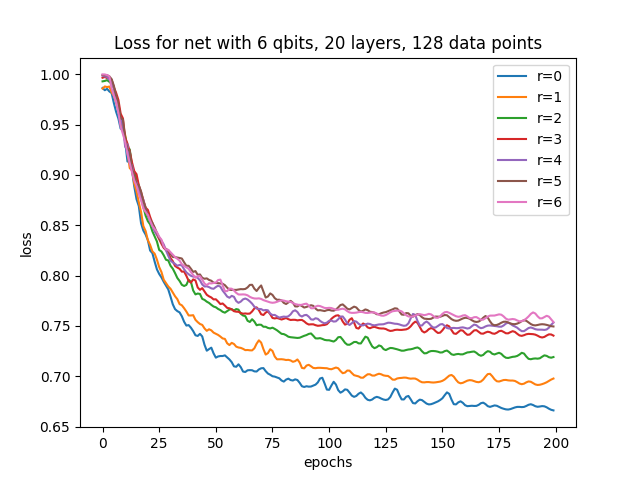 Loss for net with 6 qbits, 20 layers, 128 data points
1.00
0.95
0.90
0.85
0.80
0.75
0.70
0.65
loss
r=0
r=1
r=2
r=3
r=4
r=5
r=6
0 25 50 75 100 125 150 175 200
epochs